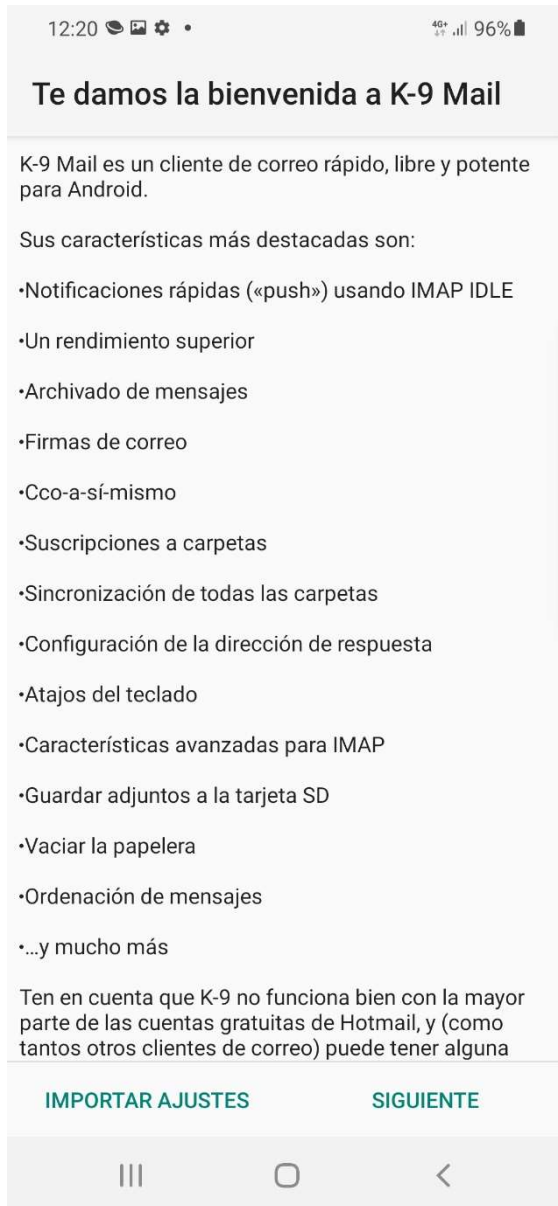 12:20
4G+ 96%
Te damos la bienvenida a K-9 Mail
K-9 Mail es un cliente de correo rápido, libre y potente
para Android.
Sus características más destacadas son:
•Notificaciones rápidas («push») usando IMAP IDLE
•Un rendimiento superior
•Archivado de mensajes
•Firmas de correo
•Cco-a-sí-mismo
•Suscripciones a carpetas
•Sincronización de todas las carpetas
•Configuración de la dirección de respuesta
•Atajos del teclado
•Características avanzadas para IMAP
•Guardar adjuntos a la tarjeta SD
•Vaciar la papelera
•Ordenación de mensajes
•...y mucho más
Ten en cuenta que K-9 no funciona bien con la mayor
parte de las cuentas gratuitas de Hotmail, y (como
tantos otros clientes de correo) puede tener alguna
IMPORTAR AJUSTES
SIGUIENTE